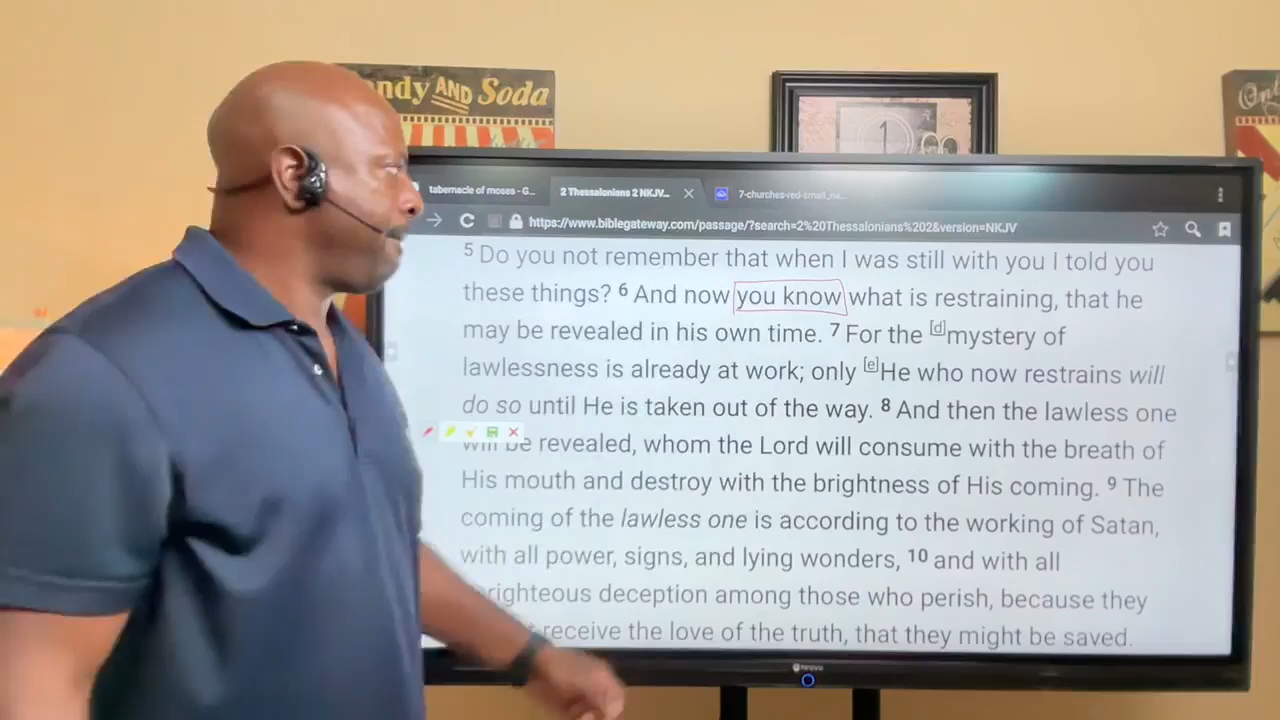 ndy AND Soda
1
tabernacle of moses - G...
2 Thessalonians 2 NKJV...
7-churches-red-small_na...
https://www.biblegateway.com/passage/?search=2%20Thessalonians%202&version=NKJV
5 Do you not remember that when I was still with you I told you
these things? 6 And now you know what is restraining, that he
may be revealed in his own time. 7 For the [d]mystery of
lawlessness is already at work; only [e]He who now restrains will
do so until He is taken out of the way. 8 And then the lawless one
will be revealed, whom the Lord will consume with the breath of
His mouth and destroy with the brightness of His coming. 9 The
coming of the lawless one is according to the working of Satan,
with all power, signs, and lying wonders, 10 and with all
righteous deception among those who perish, because they
t receive the love of the truth, that they might be saved.